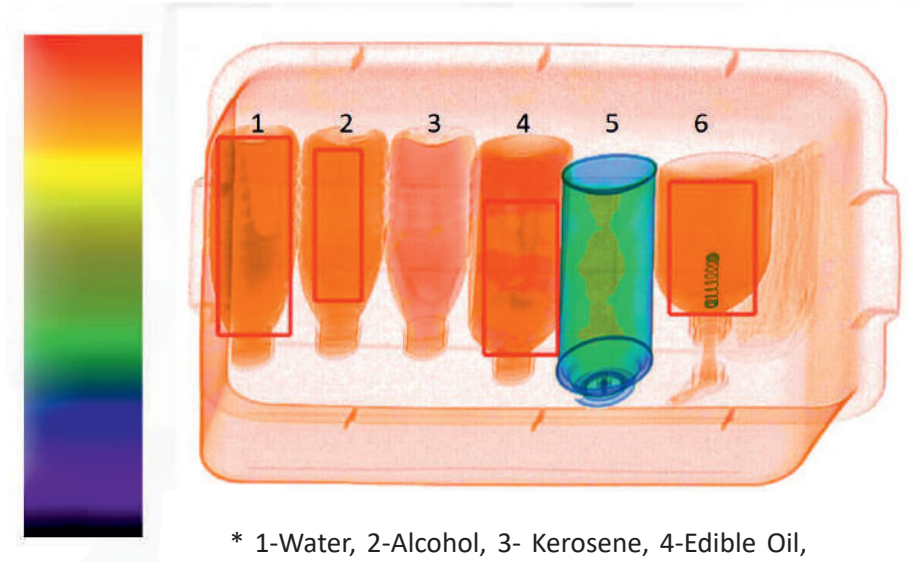 1 2 3 4 5 6
* 1-Water, 2-Alcohol, 3- Kerosene, 4-Edible Oil,